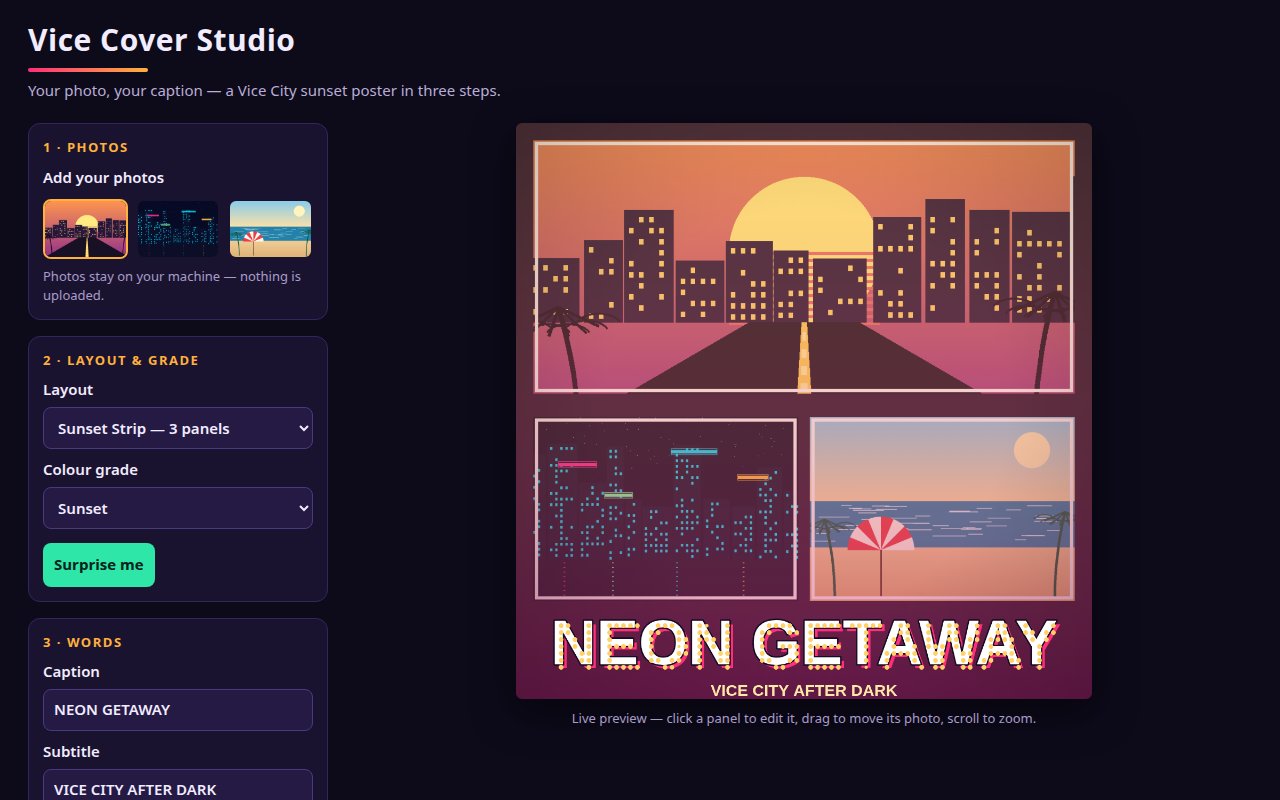 Vice Cover Studio
Your photo, your caption — a Vice City sunset poster in three steps.
1 · PHOTOS
Add your photos
Photos stay on your machine — nothing is
uploaded.
2 · LAYOUT & GRADE
Layout
Sunset Strip — 3 panels
Colour grade
Sunset
Surprise me
3 · WORDS
Caption
NEON GETAWAY
Subtitle
VICE CITY AFTER DARK
NEON GETAWAY
VICE CITY AFTER DARK
Live preview — click a panel to edit it, drag to move its photo, scroll to zoom.